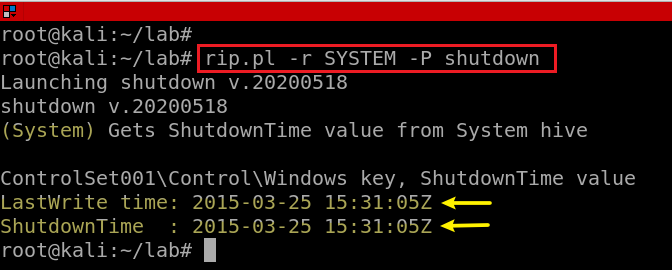 root@kali:~/lab#
root@kali:~/lab# rip.pl -r SYSTEM -P shutdown
Launching shutdown v.20200518
shutdown v.20200518
(System) Gets ShutdownTime value from System hive
ControlSet001\Control\Windows key, ShutdownTime value
LastWrite time: 2015-03-25 15:31:05Z
ShutdownTime  : 2015-03-25 15:31:05Z
root@kali:~/lab#